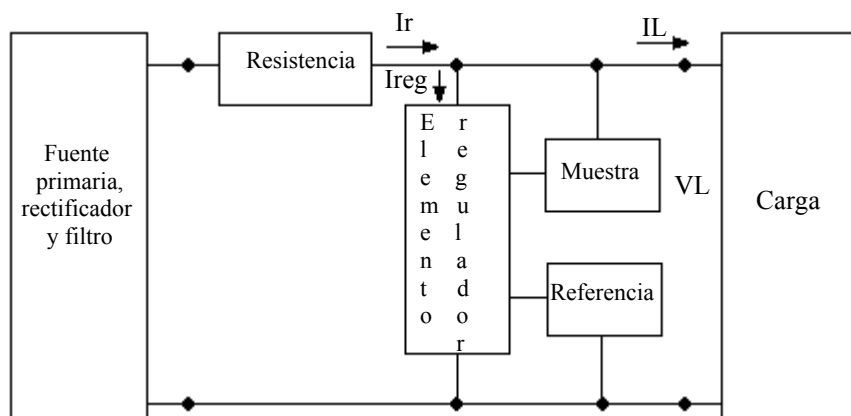 Ir
IL
Resistencia
Ireg
Elemento
regulador
Fuente
primaria,
rectificador
y filtro
Muestra
VL
Carga
Referencia